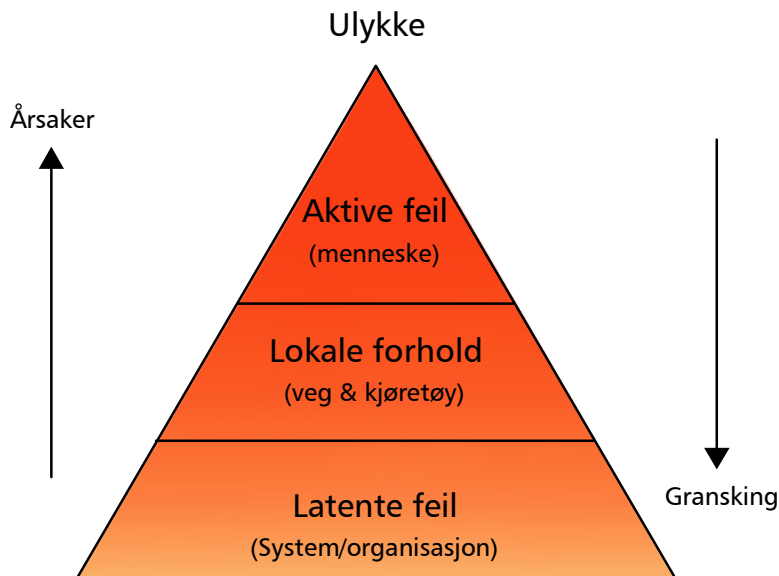 Ulykke
Årsaker
Aktive feil
(menneske)
Lokale forhold
(veg & kjøretøy)
Latente feil
(System/organisasjon)
Gransking